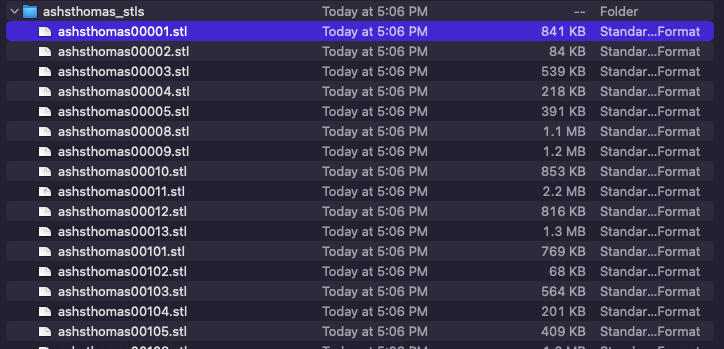 ashsthomas_stls Today at 5:06 PM -- Folder
ashsthomas00001.stl Today at 5:06 PM 841 KB Standar...Format
ashsthomas00002.stl Today at 5:06 PM 84 KB Standar...Format
ashsthomas00003.stl Today at 5:06 PM 539 KB Standar...Format
ashsthomas00004.stl Today at 5:06 PM 218 KB Standar...Format
ashsthomas00005.stl Today at 5:06 PM 391 KB Standar...Format
ashsthomas00008.stl Today at 5:06 PM 1.1 MB Standar...Format
ashsthomas00009.stl Today at 5:06 PM 1.2 MB Standar...Format
ashsthomas00010.stl Today at 5:06 PM 853 KB Standar...Format
ashsthomas00011.stl Today at 5:06 PM 2.2 MB Standar...Format
ashsthomas00012.stl Today at 5:06 PM 816 KB Standar...Format
ashsthomas00013.stl Today at 5:06 PM 1.3 MB Standar...Format
ashsthomas00101.stl Today at 5:06 PM 769 KB Standar...Format
ashsthomas00102.stl Today at 5:06 PM 68 KB Standar...Format
ashsthomas00103.stl Today at 5:06 PM 564 KB Standar...Format
ashsthomas00104.stl Today at 5:06 PM 201 KB Standar...Format
ashsthomas00105.stl Today at 5:06 PM 409 KB Standar...Format